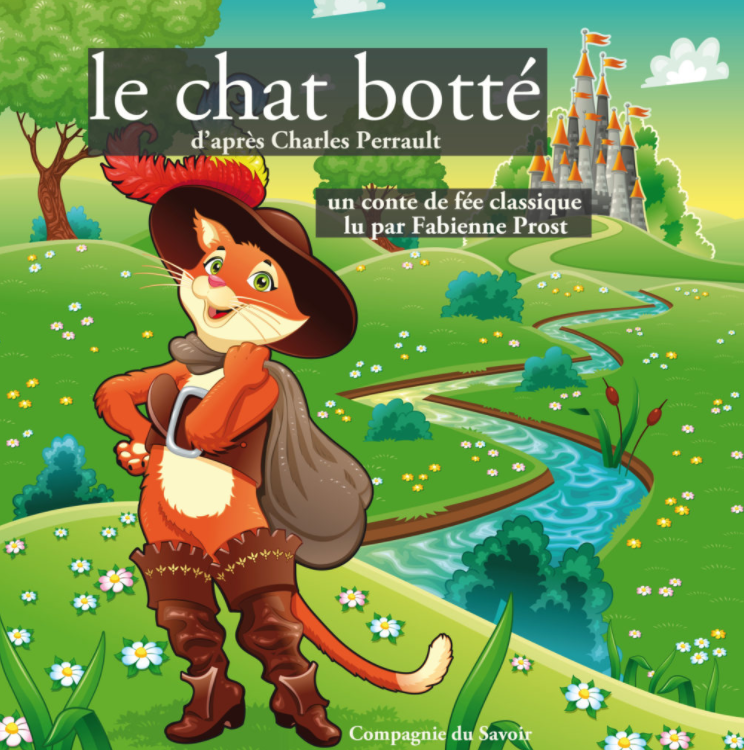 le chat botté
d'après Charles Perrault
un conte de fée classique
lu par Fabienne Prost
Compagnie du Savoir